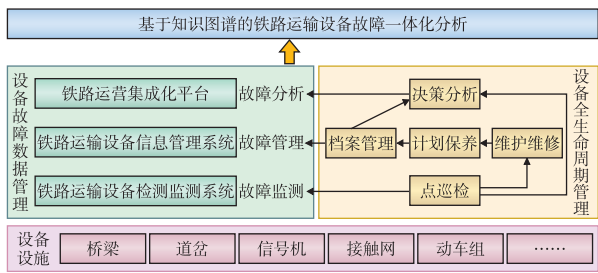 基于知识图谱的铁路运输设备故障一体化分析
设备故障数据管理
铁路运营集成化平台 故障分析
铁路运输设备信息管理系统 故障管理
铁路运输设备检测监测系统 故障监测
决策分析
档案管理 计划保养 维护维修
点巡检
设备全生命周期管理
设备
设施
桥梁 道岔 信号机 接触网 电动车组 ……